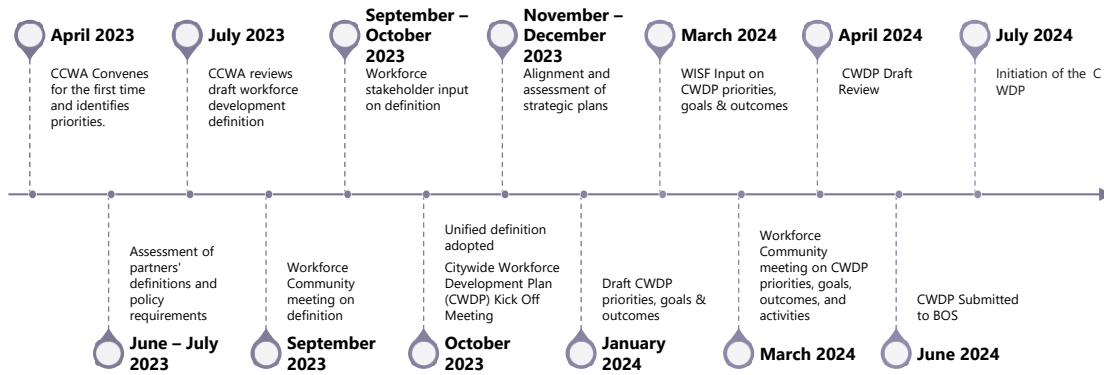 April 2023
CCWA Convenes
for the first time
and identifies
priorities.
July 2023
CCWA reviews
draft workforce
development
definition
September –
October
2023
Workforce
stakeholder input
on definition
November –
December
2023
Alignment and
assessment of
strategic plans
March 2024
WISF Input on
CWDP priorities,
goals & outcomes
April 2024
CWDP Draft
Review
July 2024
Initiation of the C
WDP
Assessment of
partners'
definitions and
policy
requirements
June – July
2023
Workforce
Community
meeting on
definition
September
2023
Unified definition
adopted
Citywide Workforce
Development Plan
(CWDP) Kick Off
Meeting
October
2023
Draft CWDP
priorities, goals &
outcomes
January
2024
Workforce
Community
meeting on CWDP
priorities, goals,
outcomes, and
activities
March 2024
CWDP Submitted
to BOS
June 2024